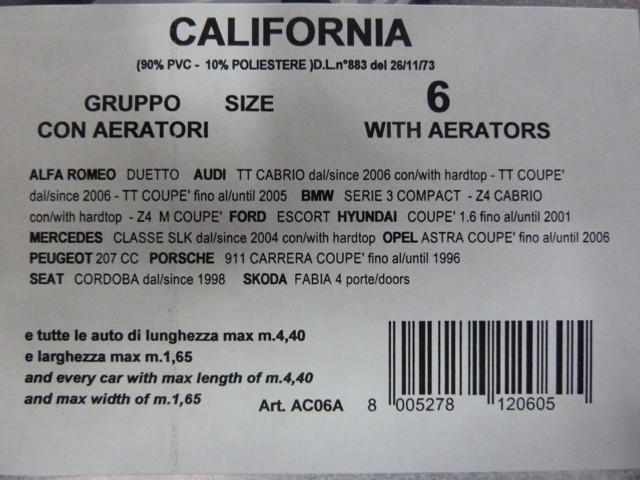 CALIFORNIA
(90% PVC - 10% POLIESTERE )D.L.n°883 del 26/11/73
GRUPPO SIZE 6
CON AERATORI WITH AERATORS
ALFA ROMEO DUETTO AUDI TT CABRIO dal/since 2006 con/with hardtop - TT COUPE'
dal/since 2006 - TT COUPE' fino al/until 2005 BMW SERIE 3 COMPACT - Z4 CABRIO
con/with hardtop - Z4 M COUPE' FORD ESCORT HYUNDAI COUPE' 1.6 fino al/until 2001
MERCEDES CLASSE SLK dal/since 2004 con/with hardtop OPEL ASTRA COUPE' fino al/until 2006
PEUGEOT 207 CC PORSCHE 911 CARRERA COUPE' fino al/until 1996
SEAT CORDOBA dal/since 1998 SKODA FABIA 4 porte/doors
e tutte le auto di lunghezza max m.4,40
e larghezza max m.1,65
and every car with max length of m.4,40
and max width of m.1,65
Art. AC06A 8 005278 120605